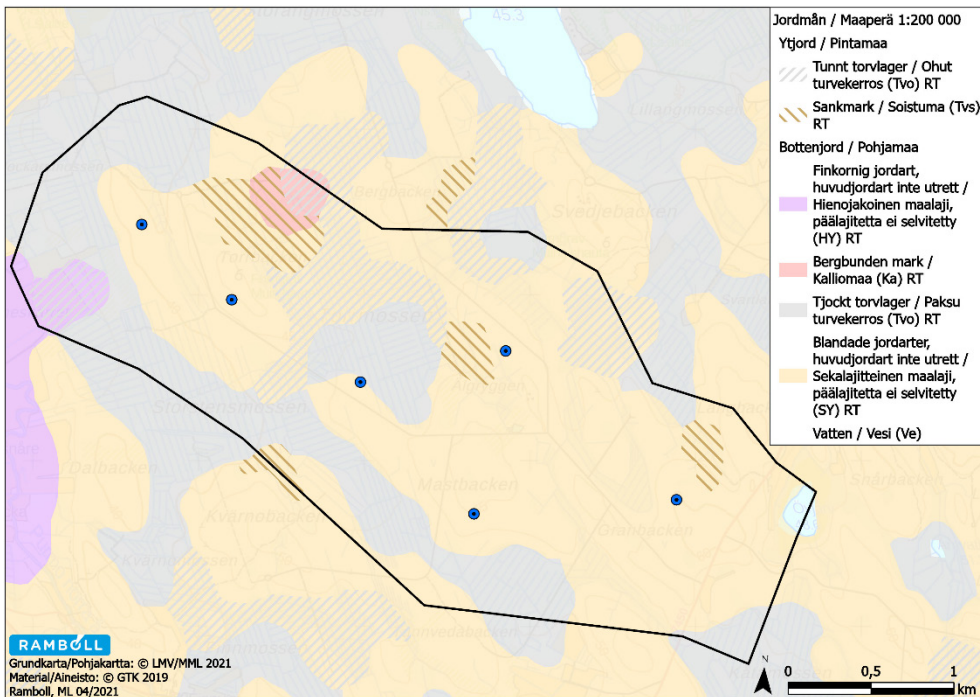 Jordmån / Maaperä 1:200 000
Ytjord / Pintamaa
Tunnt torvlager / Ohut
turvekerros (Tvo) RT
Sankmark / Soistuma (Tvs)
RT
Bottenjord / Pohjamaa
Finkornig jordart,
huvudjordart inte utrett /
Hienojakoinen maalaji,
päälajitetta ei selvitetty
(HY) RT
Bergbunden mark /
Kalliomaa (Ka) RT
Tjockt torvlager / Paksu
turvekerros (Tvo) RT
Blandade jordarter,
huvudjordart inte utrett /
Sekalajitteinen maalaji,
päälajitetta ei selvitetty
(SY) RT
Vatten / Vesi (Ve)
45.3
Bergbacken
Svedjebacken
Dalbacken
Mastbacken
Kvarnebacken
Grabbacken
Snårbacken
RAMBOLL
Grundkarta/Pohjakartta: © LMV/MML 2021
Material/Aineisto: © GTK 2019
Ramboll, ML 04/2021
N
0 0,5 1
km